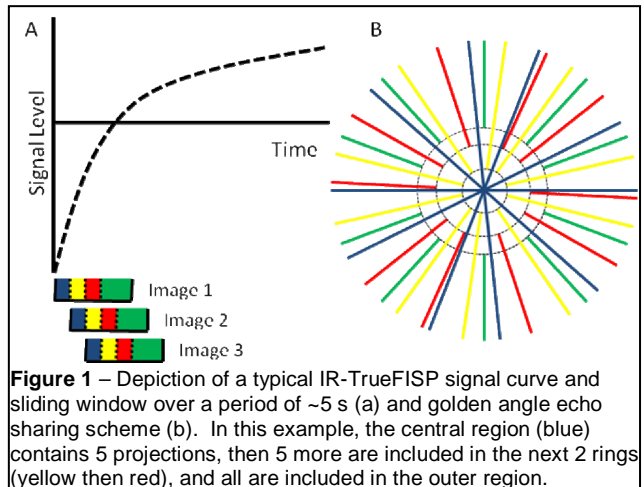 A
B
Signal Level
Time
Image 1
Image 2
Image 3
Figure 1 – Depiction of a typical IR-TrueFISP signal curve and
sliding window over a period of ~5 s (a) and golden angle echo
sharing scheme (b).  In this example, the central region (blue)
contains 5 projections, then 5 more are included in the next 2 rings
(yellow then red), and all are included in the outer region.